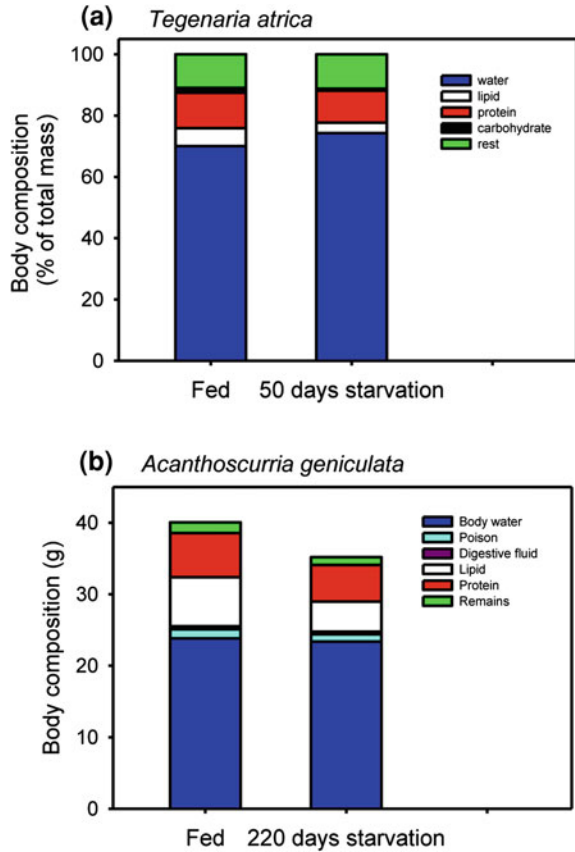 (a) Tegenaria atrica
100
80
60
40
20
0
Body composition
(% of total mass)
water
lipid
protein
carbohydrate
rest
Fed 50 days starvation
(b) Acanthoscurria geniculata
40
30
20
10
0
Body composition (g)
Body water
Poison
Digestive fluid
Lipid
Protein
Remains
Fed 220 days starvation